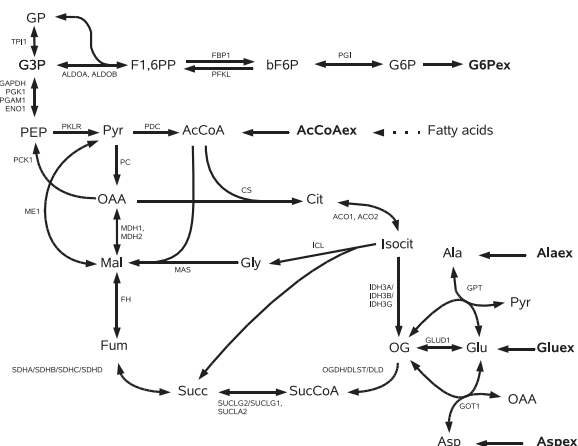 GP
TPI1
G3P
ALDOA, ALDOB
F1,6PP
FBP1
PFKL
bF6P
PGI
G6P
G6Pex
GAPDH
PGK1
PGAM1
ENO1
PEP
PKLR
Pyr
PDC
AcCoA
AcCoAex
Fatty acids
PCK1
PC
OAA
CS
Cit
ME1
MDH1,
MDH2
ACO1, ACO2
Isocit
Mal
MAS
Gly
ICL
Ala
Alaex
FH
IDH3A/
IDH3B/
IDH3G
GPT
Pyr
Fum
OG
GLUD1
Glu
Gluex
SDHA/SDHB/SDHC/SDHD
OGDH/DLST/DLD
Succ
SUCLG2/SUCLG1,
SUCLA2
SucCoA
GOT1
OAA
Asp
Aspex